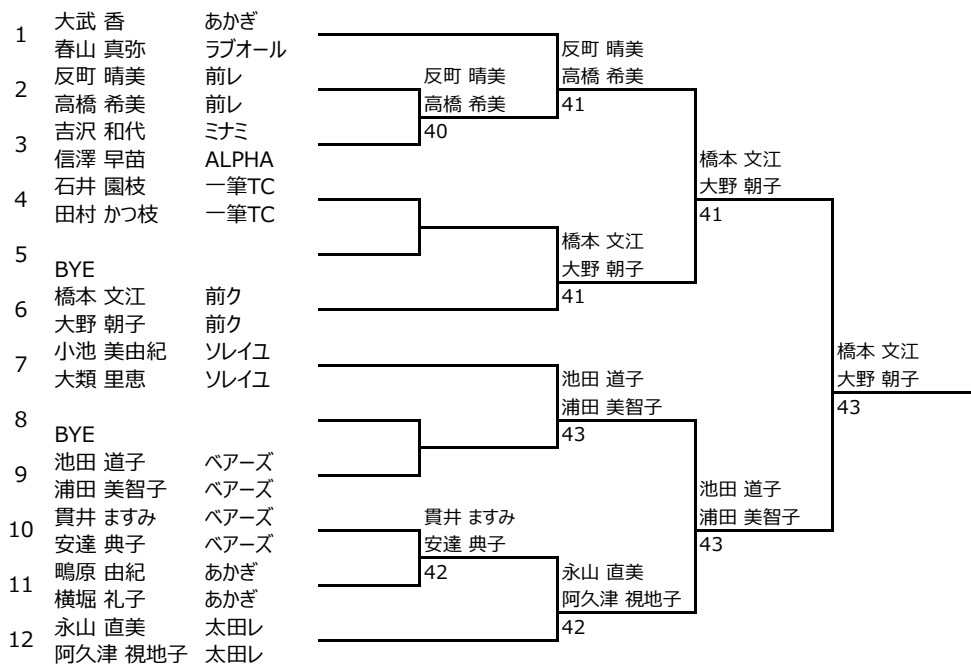 1
大武 香 あかぎ
春山 真弥 ラブオール
2
反町 晴美 前レ
高橋 希美 前レ
3
吉沢 和代 ミナミ
信澤 早苗 ALPHA
4
石井 園枝 一筆TC
田村 かつ枝 一筆TC
5
BYE
6
橋本 文江 前ク
大野 朝子 前ク
7
小池 美由紀 ソレイユ
大類 里恵 ソレイユ
8
BYE
9
池田 道子 ベアーズ
浦田 美智子 ベアーズ
10
貫井 ますみ ベアーズ
安達 典子 ベアーズ
11
鴫原 由紀 あかぎ
横堀 礼子 あかぎ
12
永山 直美 太田レ
阿久津 視地子 太田レ
反町 晴美
高橋 希美
40
貫井 ますみ
安達 典子
42
反町 晴美
高橋 希美
41
橋本 文江
大野 朝子
41
池田 道子
浦田 美智子
43
永山 直美
阿久津 視地子
42
橋本 文江
大野 朝子
41
池田 道子
浦田 美智子
43
橋本 文江
大野 朝子
43